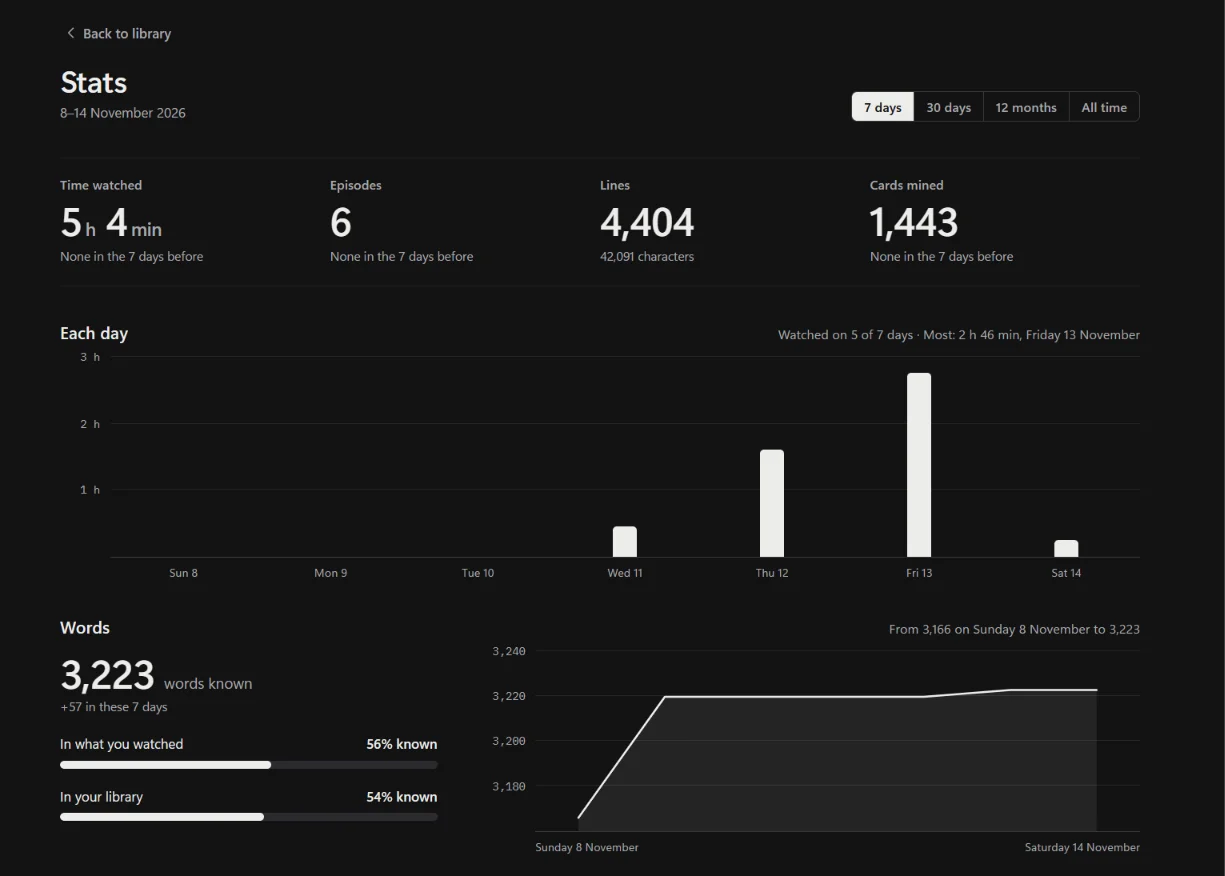 Back to library
Stats
8–14 November 2026
7 days 30 days 12 months All time
Time watched Episodes Lines Cards mined
5 h 4 min 6 4,404 1,443
None in the 7 days before None in the 7 days before 42,091 characters None in the 7 days before
Each day Watched on 5 of 7 days · Most: 2 h 46 min, Friday 13 November
3 h
2 h
1 h
Sun 8 Mon 9 Tue 10 Wed 11 Thu 12 Fri 13 Sat 14
Words
From 3,166 on Sunday 8 November to 3,223
3,223 words known
+57 in these 7 days
In what you watched 56% known
In your library 54% known
3,240
3,220
3,200
3,180
Sunday 8 November Saturday 14 November